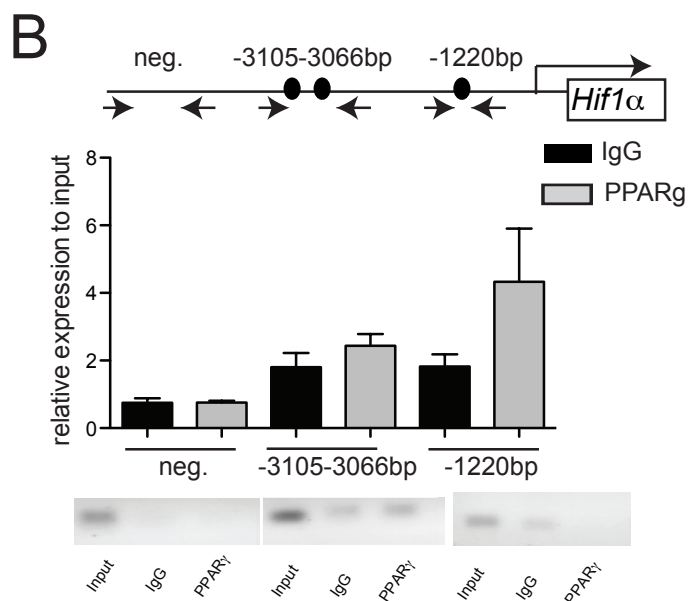 B
neg. -3105-3066bp -1220bp
Hif1α
IgG
PPARg
relative expression to input
8
6
4
2
0
neg. -3105-3066bp -1220bp
Input IgG PPARγ Input IgG PPARγ Input IgG PPARγ